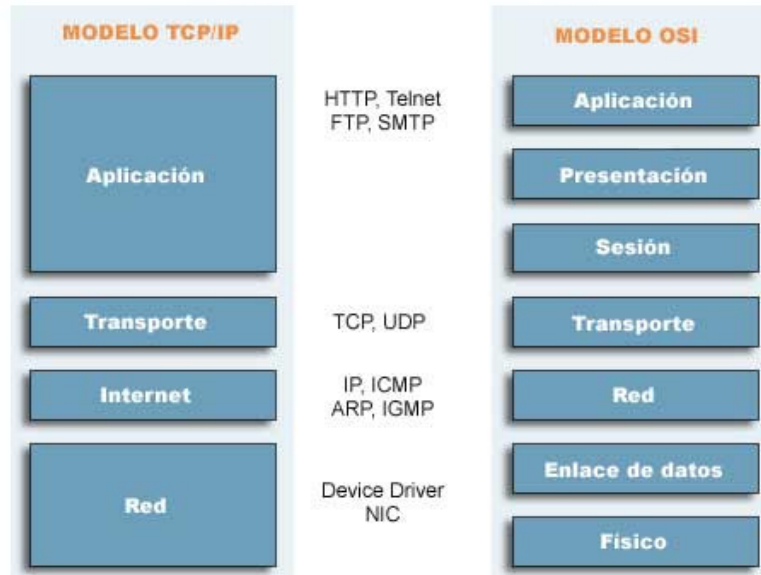 MODELO TCP/IP
Aplicación
Transporte
Internet
Red
HTTP, Telnet
FTP, SMTP
TCP, UDP
IP, ICMP
ARP, IGMP
Device Driver
NIC
MODELO OSI
Aplicación
Presentación
Sesión
Transporte
Red
Enlace de datos
Físico